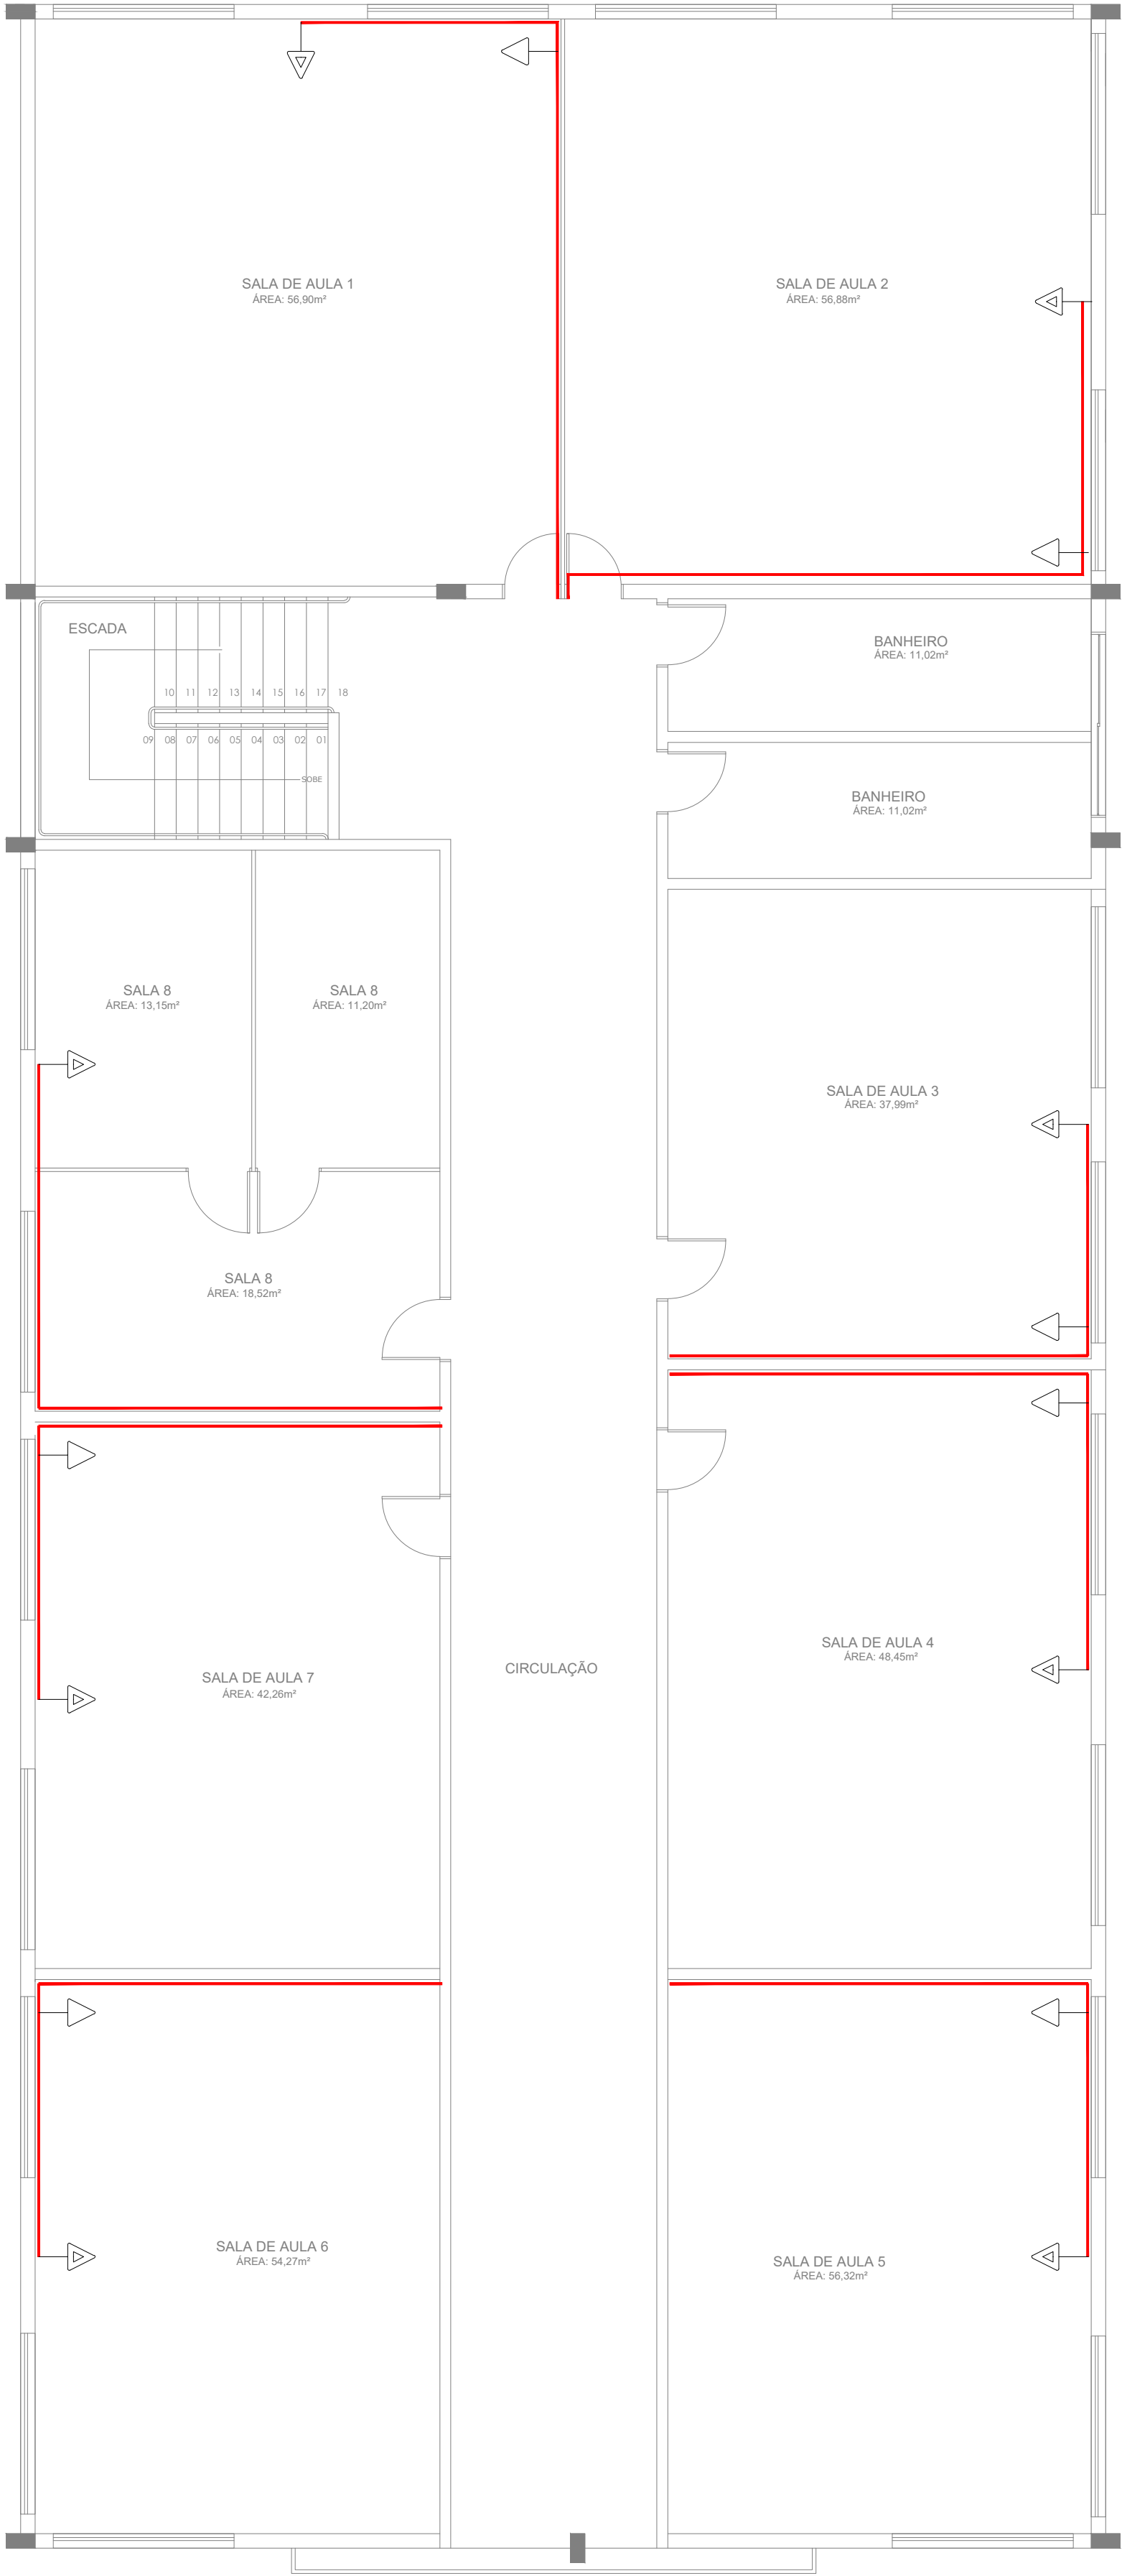 SALA DE AULA 1
ÁREA: 56,90m²
SALA DE AULA 2
ÁREA: 56,88m²
ESCADA
10 11 12 13 14 15 16 17 18
09 08 07 06 05 04 03 02 01
SOBE
BANHEIRO
ÁREA: 11,02m²
BANHEIRO
ÁREA: 11,02m²
SALA 8
ÁREA: 13,15m²
SALA 8
ÁREA: 11,20m²
SALA DE AULA 3
ÁREA: 37,99m²
SALA 8
ÁREA: 18,52m²
SALA DE AULA 4
ÁREA: 48,45m²
CIRCULAÇÃO
SALA DE AULA 7
ÁREA: 42,26m²
SALA DE AULA 6
ÁREA: 54,27m²
SALA DE AULA 5
ÁREA: 56,32m²